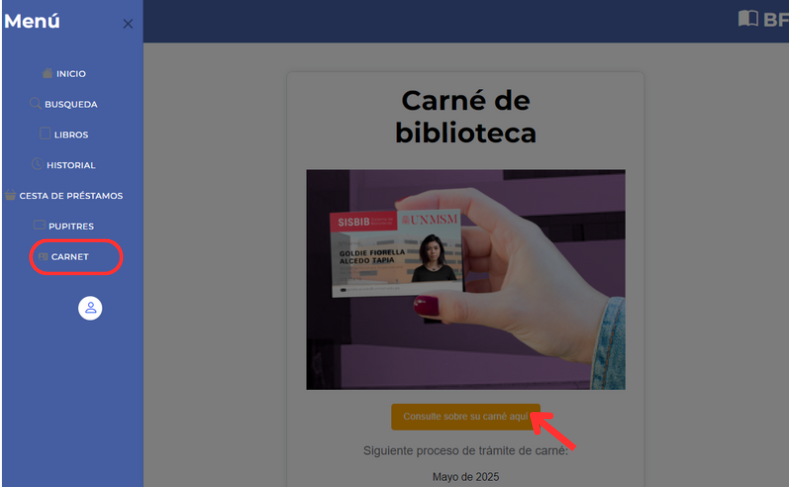 Menú ×
INICIO
BUSQUEDA
LIBROS
HISTORIAL
CESTA DE PRÉSTAMOS
PUPITRES
CARNET
BF
Carné de
biblioteca
SISBIB
UNMSM
GOLDIE FIORELLA
ALCEDO TAPIA
Consulte sobre su carné aquí
Siguiente proceso de trámite de carné:
Mayo de 2025